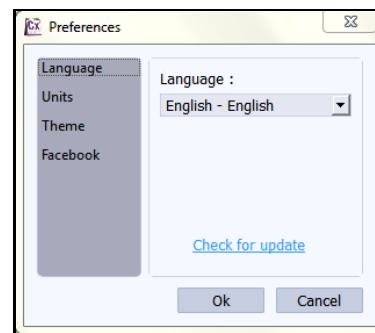 Preferences
Language
Units
Theme
Facebook
Language :
English - English
Check for update
Ok
Cancel